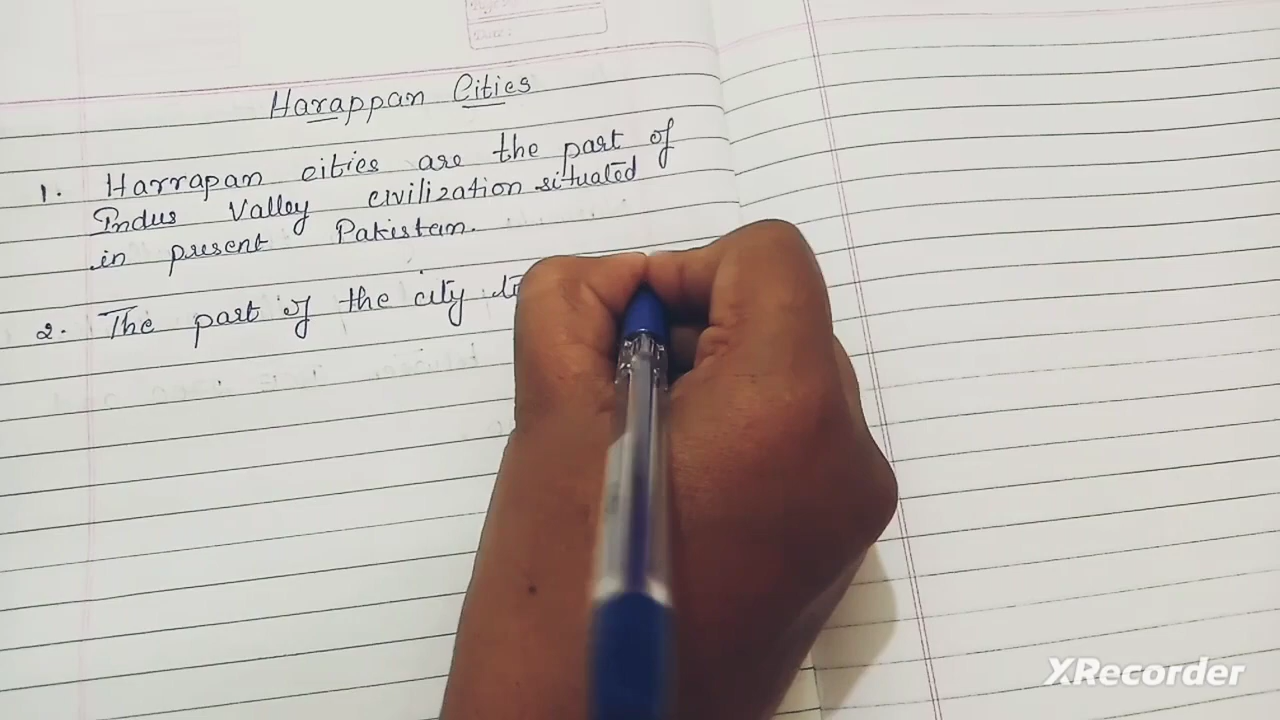 Date:
Harappan Cities
1. Harrapan cities are the part of
Indus Valley civilization situated
in present Pakistan.
2. The part of the city
XRecorder